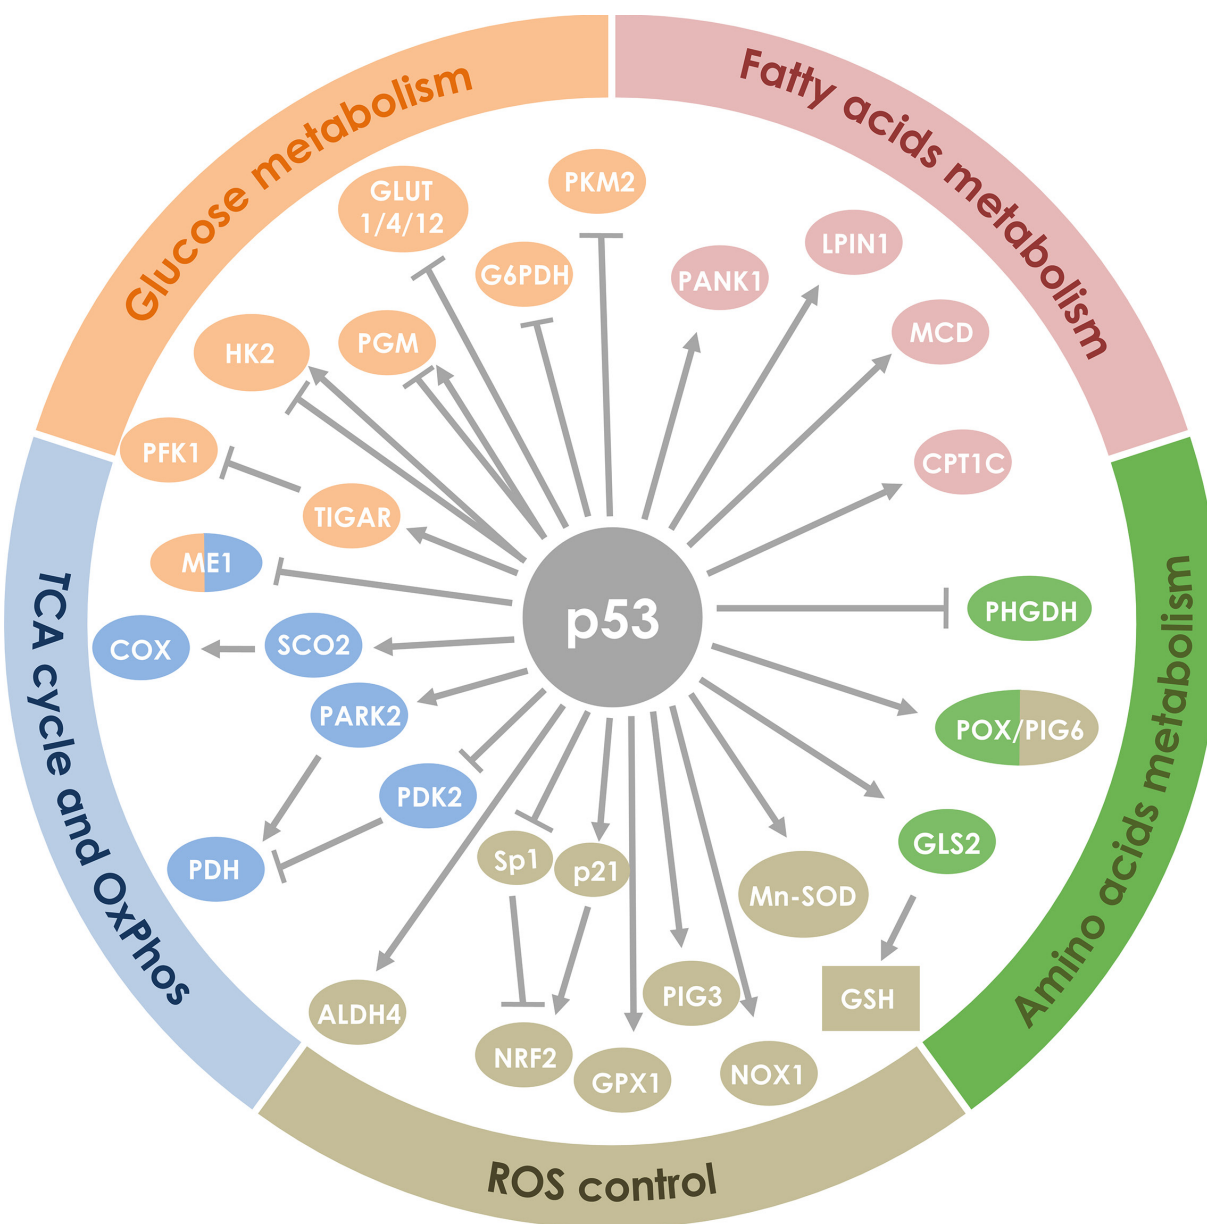 Glucose metabolism
Fatty acids metabolism
GLUT
1/4/12
PKM2
G6PDH
PANK1
LPIN1
MCD
HK2
PGM
PFK1
CPT1C
TIGAR
ME1
p53
PHGDH
COX
SCO2
PARK2
POX/PIG6
PDK2
PDH
Sp1
p21
GLS2
Mn-SOD
ALDH4
PIG3
GSH
NRF2
GPX1
NOX1
TCA cycle and OxPhos
Amino acids metabolism
ROS control